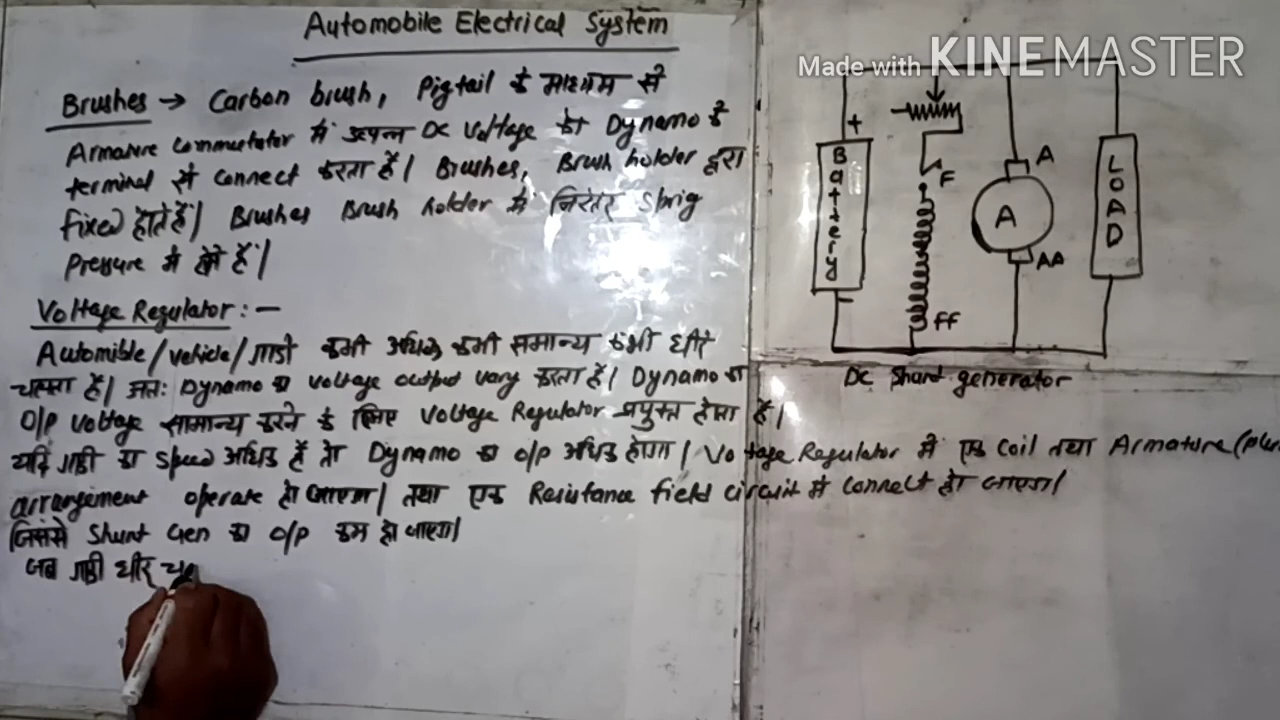 Automobile Electrical System
Brushes → Carbon brush, Pigtail के माध्यम से
Armature Commutator में उत्पन्न DC Voltage को Dynamo के
terminal से Connect करता है। Brushes, Brush holder द्वारा
fixed होते हैं। Brushes Brush holder में निरंतर Sprig
Pressure में होते हैं।
Voltage Regulator : —
Automible/vehicle/गाडी कभी अधिक कभी समान्य कभी धीरे
चलता है। अतः Dynamo का voltage output vary करता है। Dynamo का
O/P voltage सामान्य करने के लिए Voltage Regulator प्रयुक्त होता है।
यदि गाडी का Speed अधिक है तो Dynamo का o/p अधिक होगा। Voltage Regulator में एक Coil तथा Armature
arrangement operate हो जाएगा। तथा एक Resistance field circuit में Connect हो जाएगा।
जिससे Shunt Gen का o/p कम हो जाएगा।
जब गाडी धीरे
Made with KINEMASTER
+
Battery
-
F
FF
A
A
AA
LOAD
DC Shunt generator